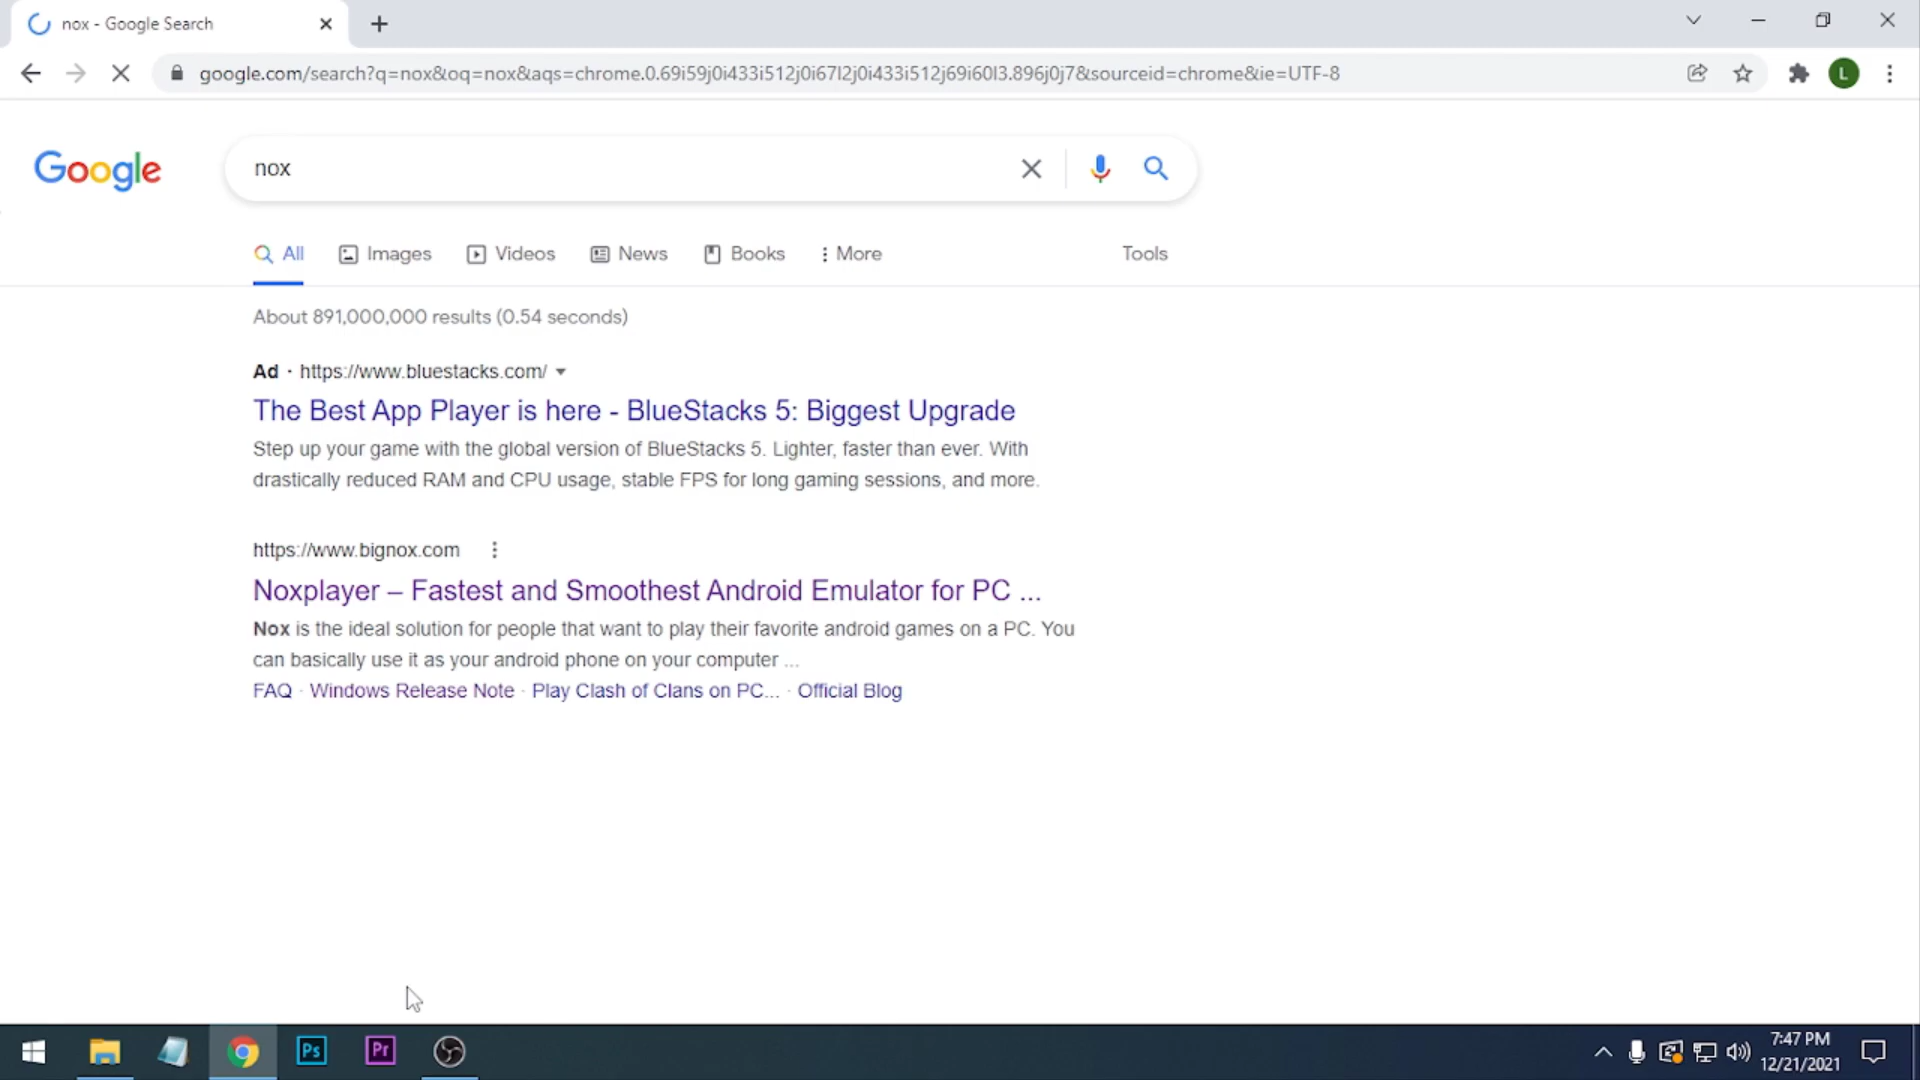 nox - Google Search
google.com/search?q=nox&oq=nox&aqs=chrome.0.69i59j0i433i512j0i67l2j0i433i512j69i60l3.896j0j7&sourceid=chrome&ie=UTF-8
L
Google
nox
All Images Videos News Books More Tools
About 891,000,000 results (0.54 seconds)
Ad · https://www.bluestacks.com/
The Best App Player is here - BlueStacks 5: Biggest Upgrade
Step up your game with the global version of BlueStacks 5. Lighter, faster than ever. With
drastically reduced RAM and CPU usage, stable FPS for long gaming sessions, and more.
https://www.bignox.com
Noxplayer – Fastest and Smoothest Android Emulator for PC ...
Nox is the ideal solution for people that want to play their favorite android games on a PC. You
can basically use it as your android phone on your computer ...
FAQ · Windows Release Note · Play Clash of Clans on PC... · Official Blog
Ps Pr
7:47 PM
12/21/2021